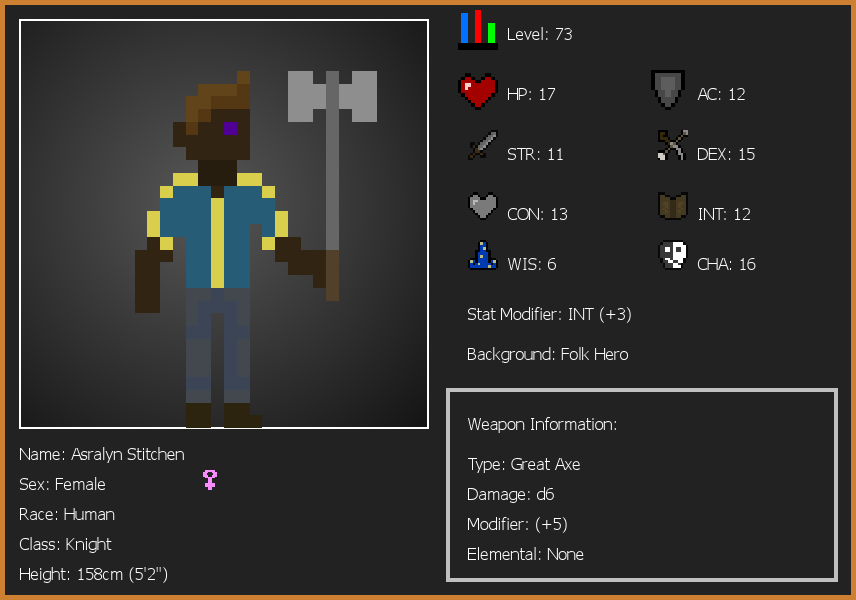 Level: 73
HP: 17
AC: 12
STR: 11
DEX: 15
CON: 13
INT: 12
WIS: 6
CHA: 16
Stat Modifier: INT (+3)
Background: Folk Hero
Weapon Information:
Type: Great Axe
Damage: d6
Modifier: (+5)
Elemental: None
Name: Asralyn Stitchen
Sex: Female
Race: Human
Class: Knight
Height: 158cm (5'2")